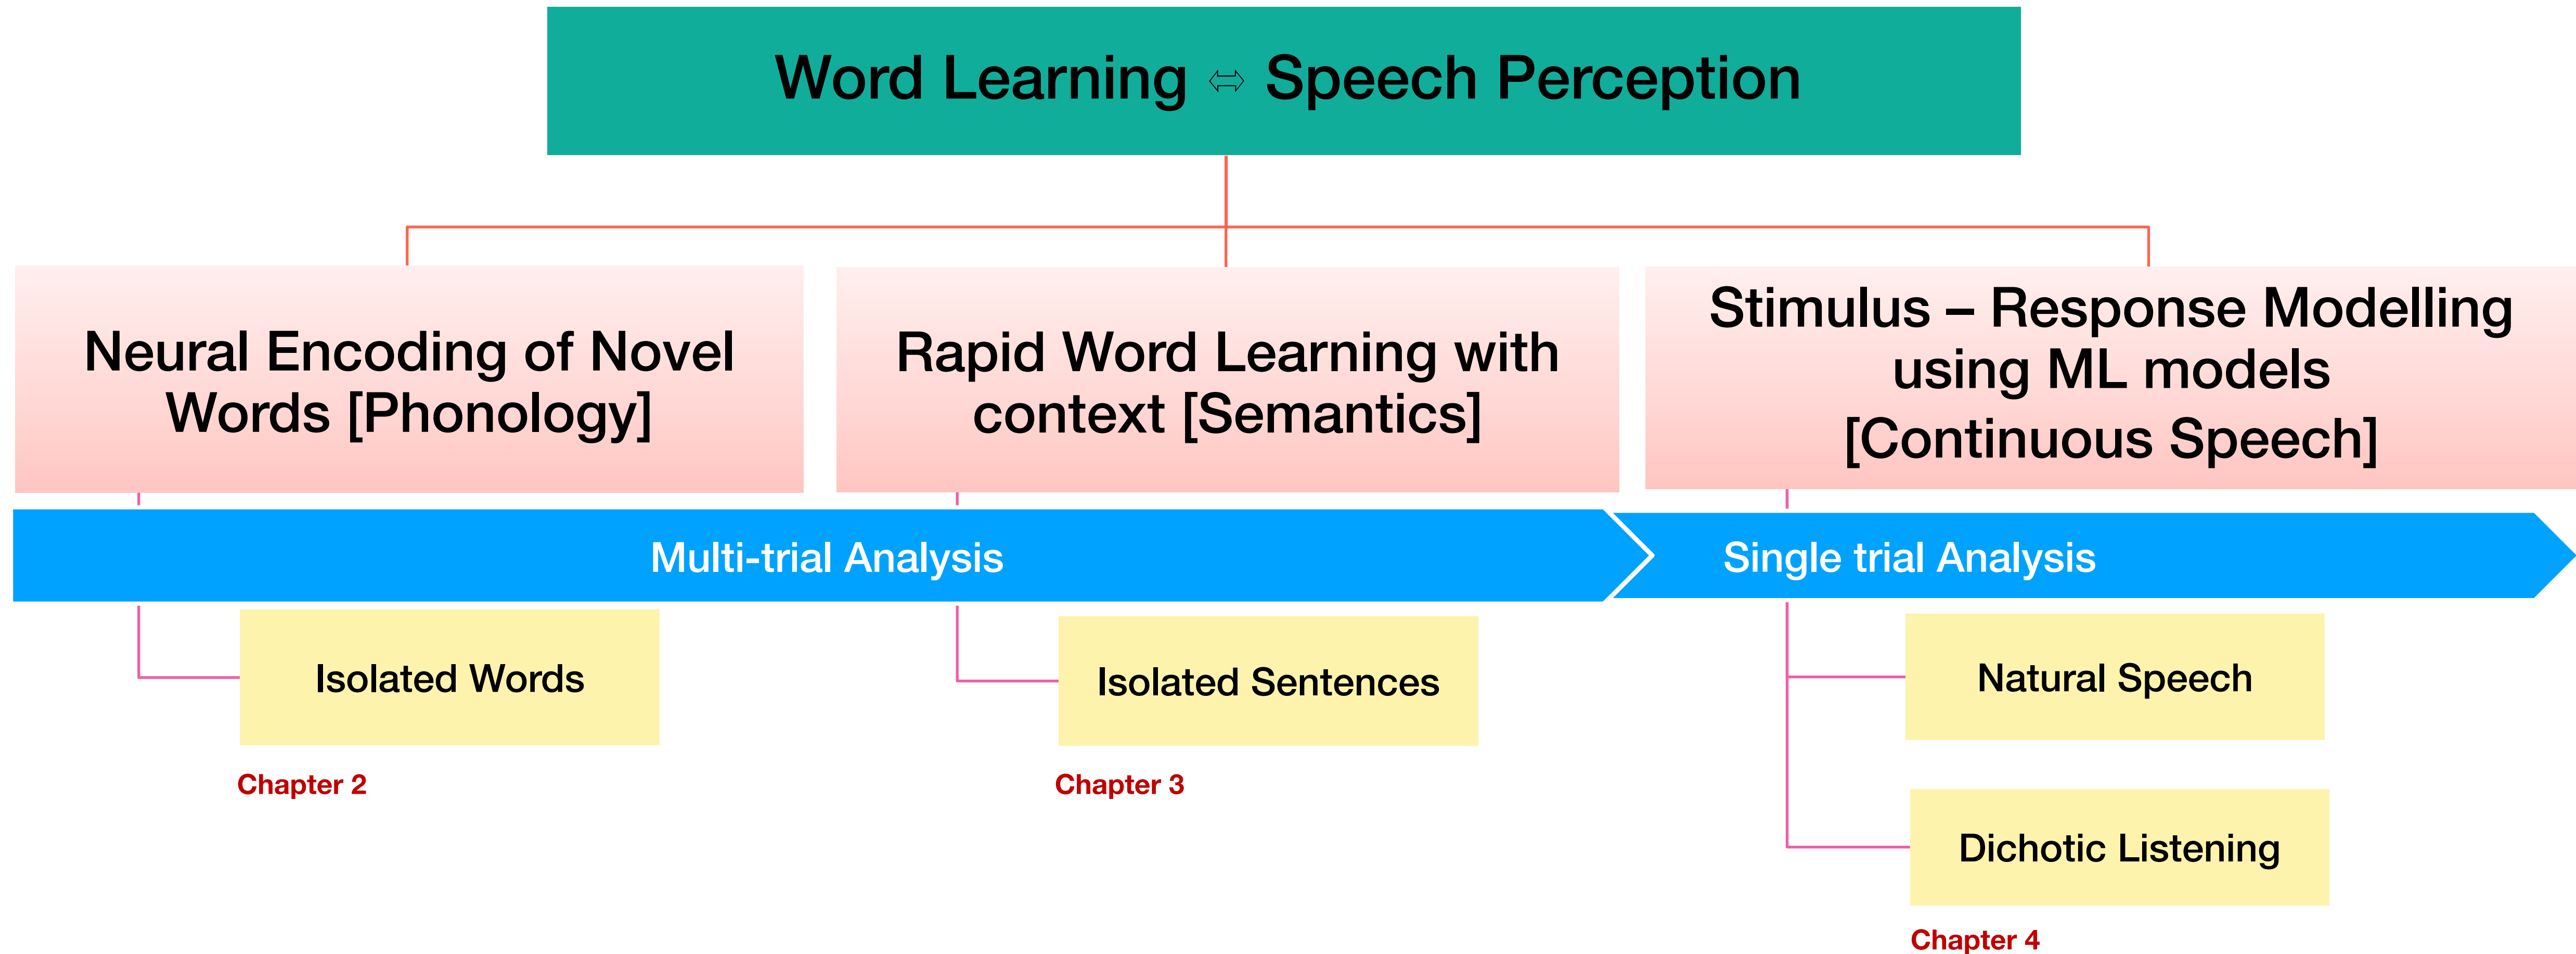 Word Learning ⇔ Speech Perception
Neural Encoding of Novel
Words [Phonology]
Rapid Word Learning with
context [Semantics]
Stimulus – Response Modelling
using ML models
[Continuous Speech]
Multi-trial Analysis
Single trial Analysis
Isolated Words
Isolated Sentences
Natural Speech
Chapter 2
Chapter 3
Dichotic Listening
Chapter 4